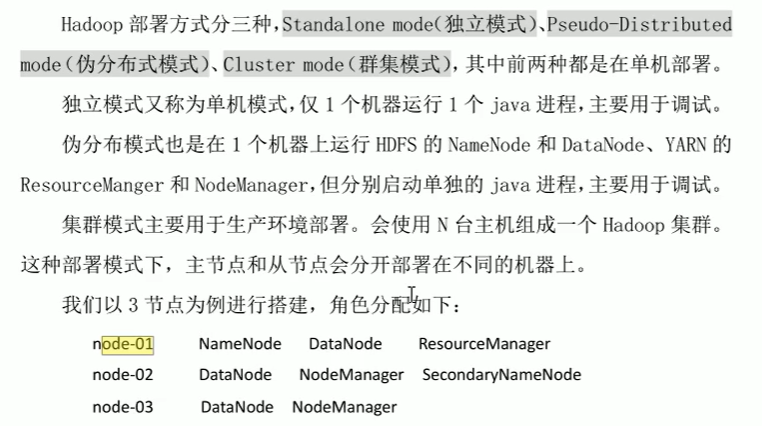 Hadoop 部署方式分三种,Standalone mode(独立模式)、Pseudo-Distributed
mode(伪分布式模式)、Cluster mode(群集模式),其中前两种都是在单机部署。
独立模式又称为单机模式,仅 1 个机器运行 1 个 java 进程,主要用于调试。
伪分布模式也是在 1 个机器上运行 HDFS 的 NameNode 和 DataNode、YARN 的
ResourceManger 和 NodeManager,但分别启动单独的 java 进程,主要用于调试。
集群模式主要用于生产环境部署。会使用 N 台主机组成一个 Hadoop 集群。
这种部署模式下，主节点和从节点会分开部署在不同的机器上。
我们以 3 节点为例进行搭建，角色分配如下：
node-01 NameNode DataNode ResourceManager
node-02 DataNode NodeManager SecondaryNameNode
node-03 DataNode NodeManager